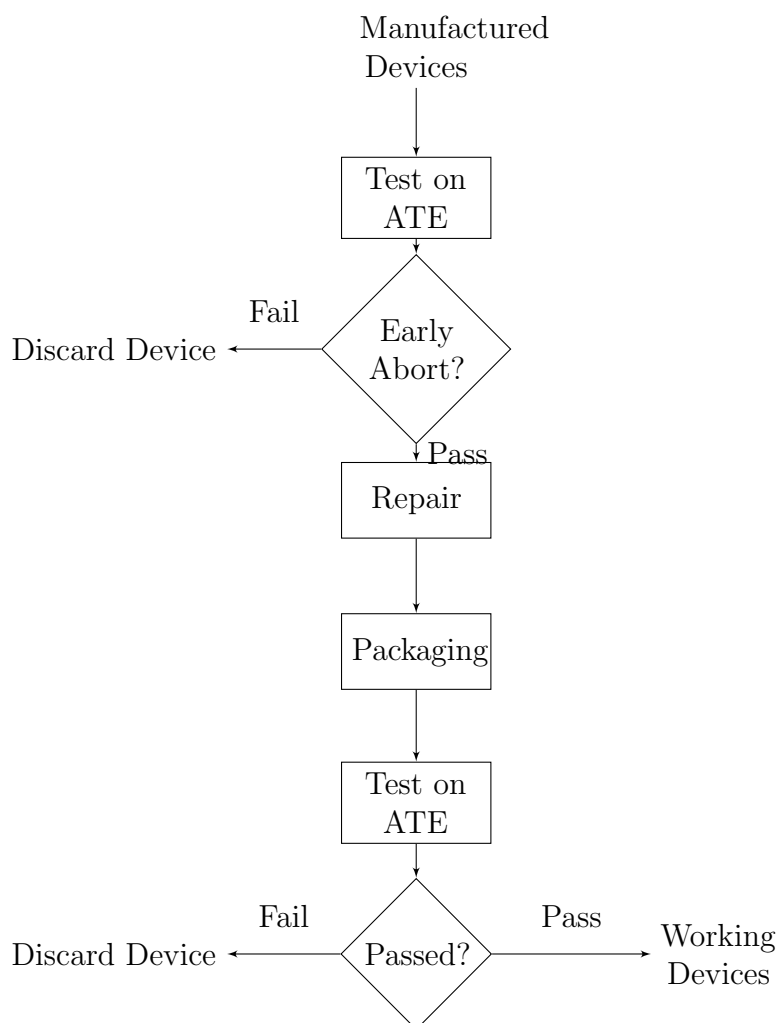 Manufactured
Devices
Test on
ATE
Fail
Early
Abort?
Discard Device
Pass
Repair
Packaging
Test on
ATE
Fail
Pass
Discard Device
Passed?
Working
Devices